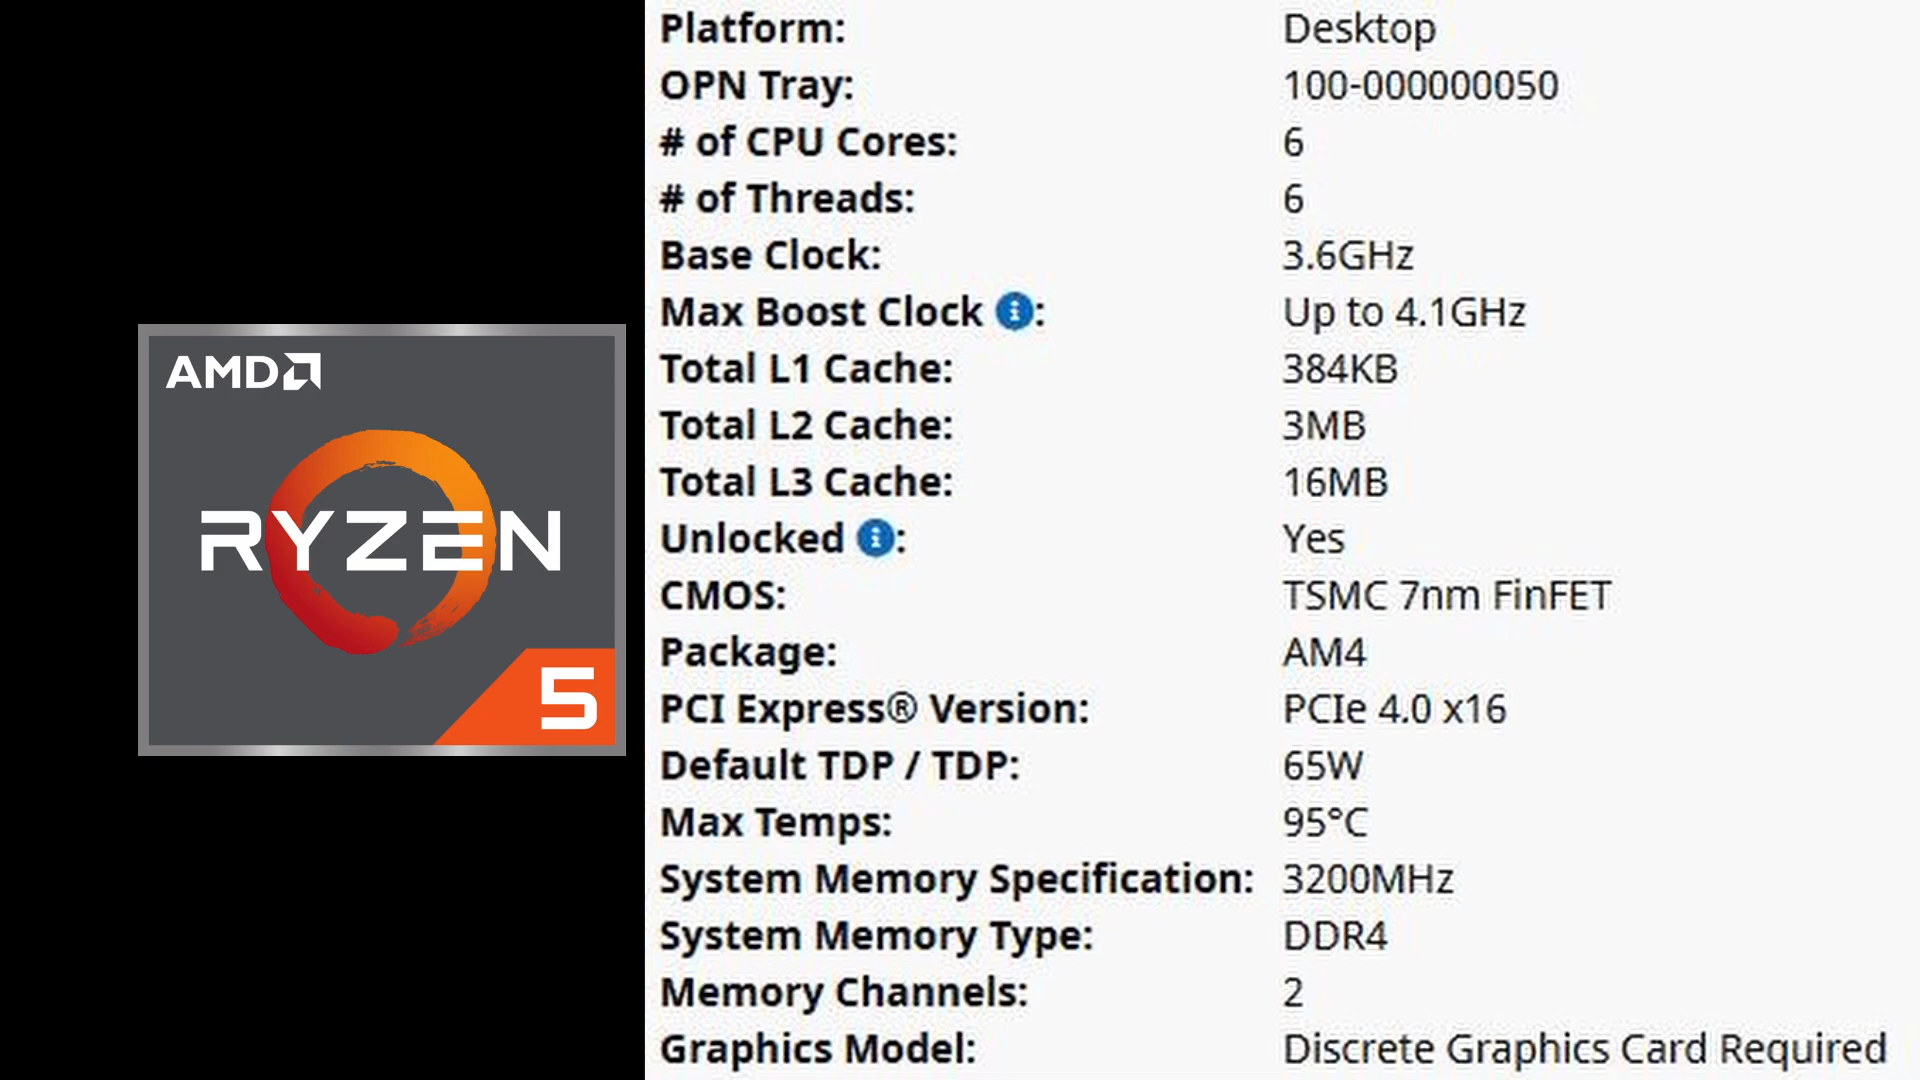 AMD
RYZEN
5
Platform: Desktop
OPN Tray: 100-000000050
# of CPU Cores: 6
# of Threads: 6
Base Clock: 3.6GHz
Max Boost Clock i: Up to 4.1GHz
Total L1 Cache: 384KB
Total L2 Cache: 3MB
Total L3 Cache: 16MB
Unlocked i: Yes
CMOS: TSMC 7nm FinFET
Package: AM4
PCI Express® Version: PCIe 4.0 x16
Default TDP / TDP: 65W
Max Temps: 95°C
System Memory Specification: 3200MHz
System Memory Type: DDR4
Memory Channels: 2
Graphics Model: Discrete Graphics Card Required